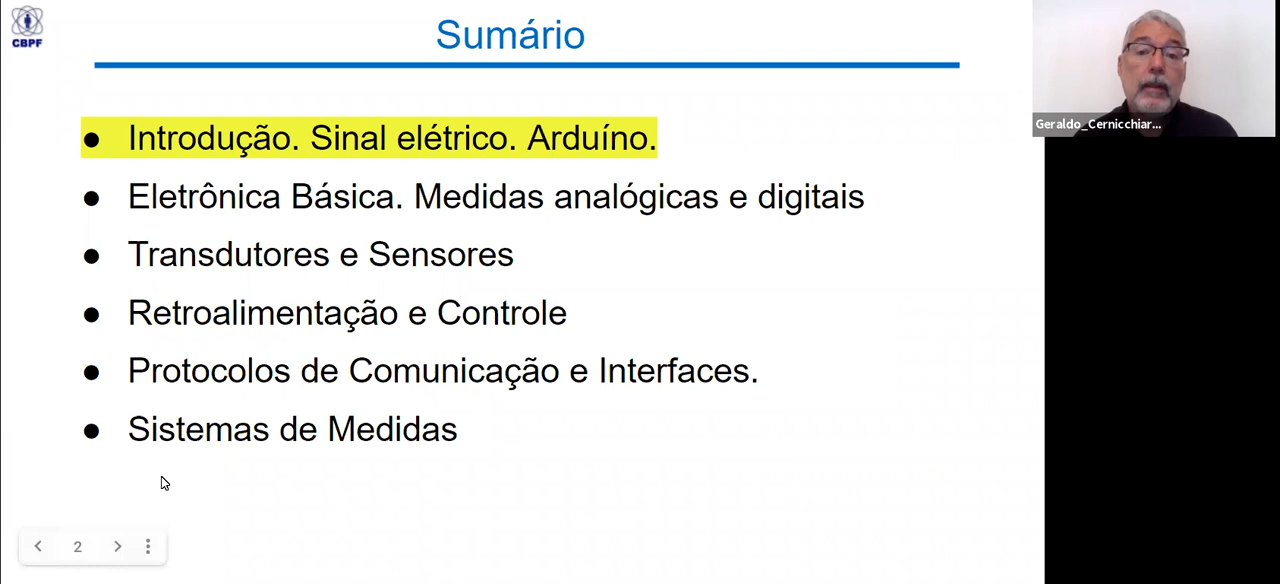 CBPF
Sumário
● Introdução. Sinal elétrico. Arduíno.
● Eletrônica Básica. Medidas analógicas e digitais
● Transdutores e Sensores
● Retroalimentação e Controle
● Protocolos de Comunicação e Interfaces.
● Sistemas de Medidas
Geraldo_Cernicchiar...
2